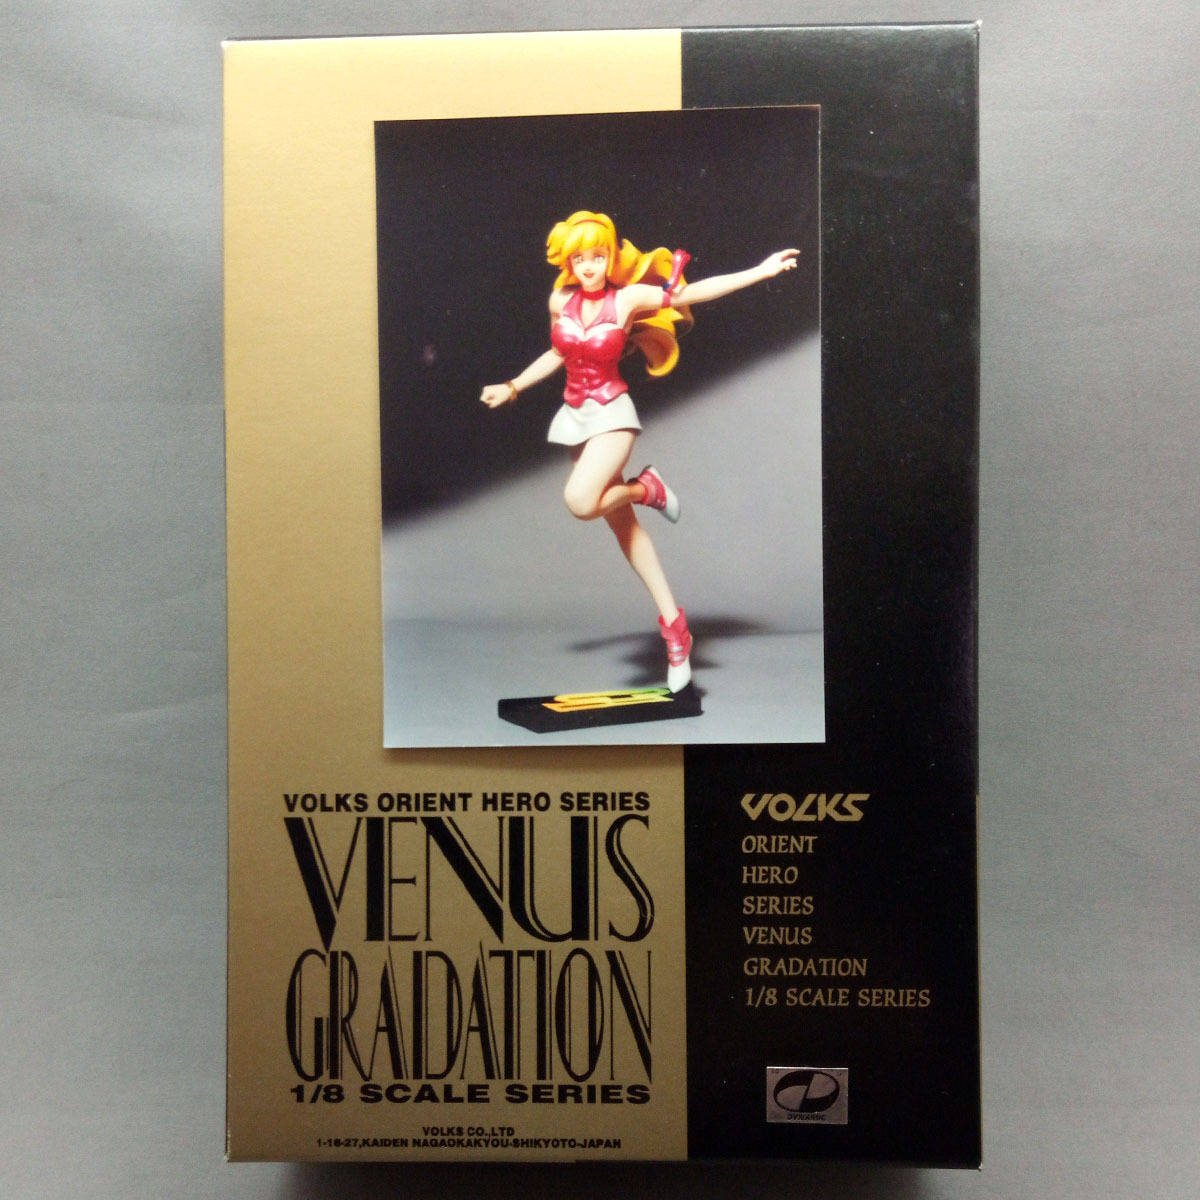 VOLKS ORIENT HERO SERIES
VENUS
GRADATION
1/8 SCALE SERIES
VOLKS CO.,LTD
1-18-27,KAIDEN NAGAOKAKYOU-SHIKYOTO-JAPAN
VOLKS
ORIENT
HERO
SERIES
VENUS
GRADATION
1/8 SCALE SERIES
DYNAMIC